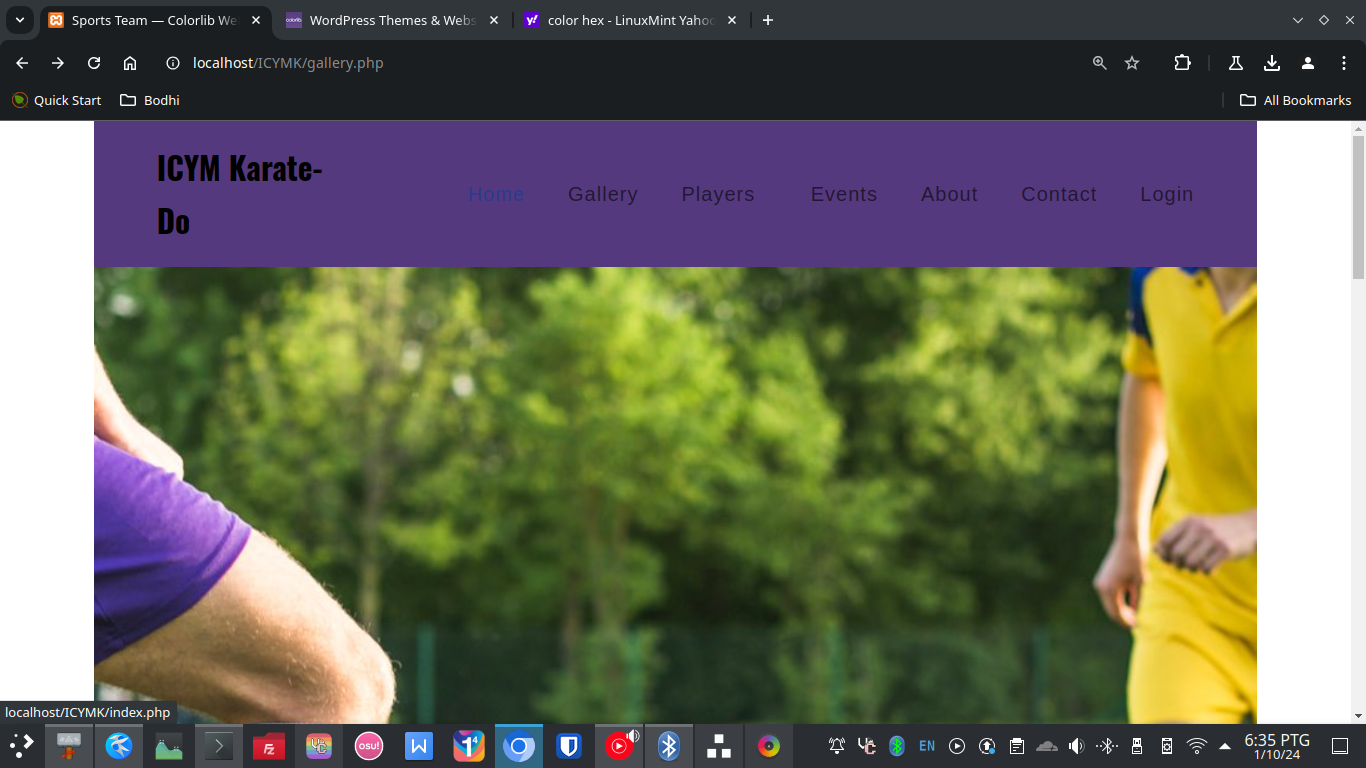 Sports Team — Colorlib We
WordPress Themes & Webs
color hex - LinuxMint Yahoo
localhost/ICYMK/gallery.php
Quick Start
Bodhi
All Bookmarks
ICYM Karate-
Do
Home
Gallery
Players
Events
About
Contact
Login
localhost/ICYMK/index.php
osu!
EN
6:35 PTG
1/10/24